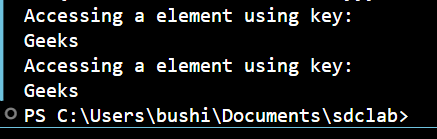 Accessing a element using key:
Geeks
Accessing a element using key:
Geeks
PS C:\Users\bushi\Documents\sdclab>